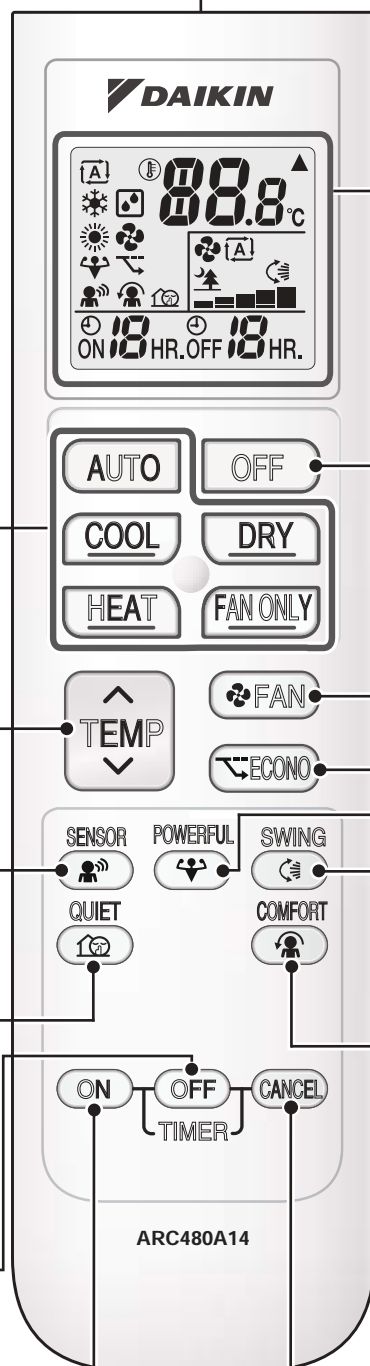 DAIKIN
A
88.8°C
A
ON 18 HR. OFF 18 HR.
AUTO OFF
COOL DRY
HEAT FAN ONLY
TEMP FAN
ECONO
SENSOR POWERFUL SWING
QUIET COMFORT
ON OFF CANCEL
TIMER
ARC480A14